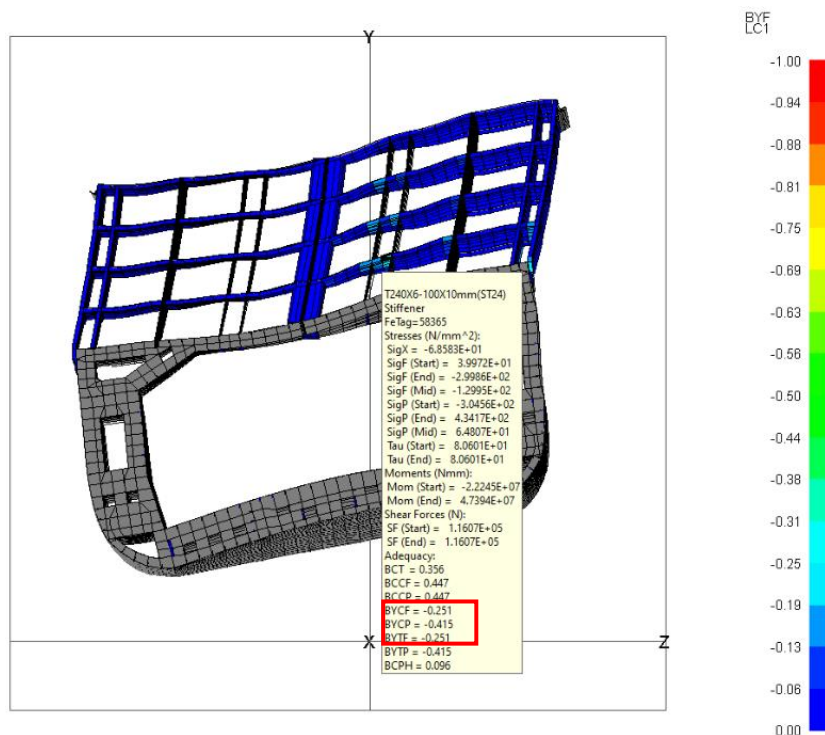 BYF
LC1
-1.00
-0.94
-0.88
-0.81
-0.75
-0.69
-0.63
-0.56
-0.50
-0.44
-0.38
-0.31
-0.25
-0.19
-0.13
-0.06
0.00
Y
T240X6-100X10mm(ST24)
Stiffener
FeTag=58365
Stresses (N/mm^2):
SigX = -6.8583E+01
SigF (Start) = 3.9972E+01
SigF (End) = -2.9986E+02
SigF (Mid) = -1.2995E+02
SigP (Start) = -3.0456E+02
SigP (End) = 4.3417E+02
SigP (Mid) = 6.4807E+01
Tau (Start) = 8.0601E+01
Tau (End) = 8.0601E+01
Moments (Nmm):
Mom (Start) = -2.2245E+07
Mom (End) = 4.7394E+07
Shear Forces (N):
SF (Start) = 1.1607E+05
SF (End) = 1.1607E+05
Adequacy:
BCT = 0.356
BCCF = 0.447
BCCP = 0.447
BYCF = -0.251
BYCP = -0.415
BYTF = -0.251
BYTP = -0.415
BCPH = 0.096
X
Z